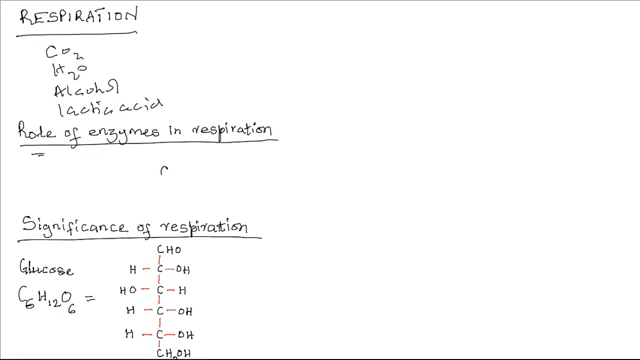 RESPIRATION
CO2
H2O
Alcohol
lactic acid
Role of enzymes in respiration
=
C
Significance of respiration
CHO
Glucose H - C - OH
C6H12O6 = HO - C - H
H - C - OH
H - C - OH
CH2OH